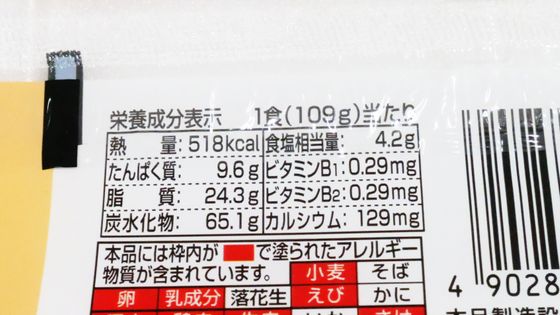 栄養成分表示 1食(109g)当たり
熱量:518kcal 食塩相当量: 4.2g
たんぱく質: 9.6g ビタミンB1:0.29mg
脂質: 24.3g ビタミンB2:0.29mg
炭水化物: 65.1g カルシウム: 129mg
本品には枠内が で塗られたアレルギー
物質が含まれています。 小麦 そば
卵 乳成分 落花生 えび かに
4 9028